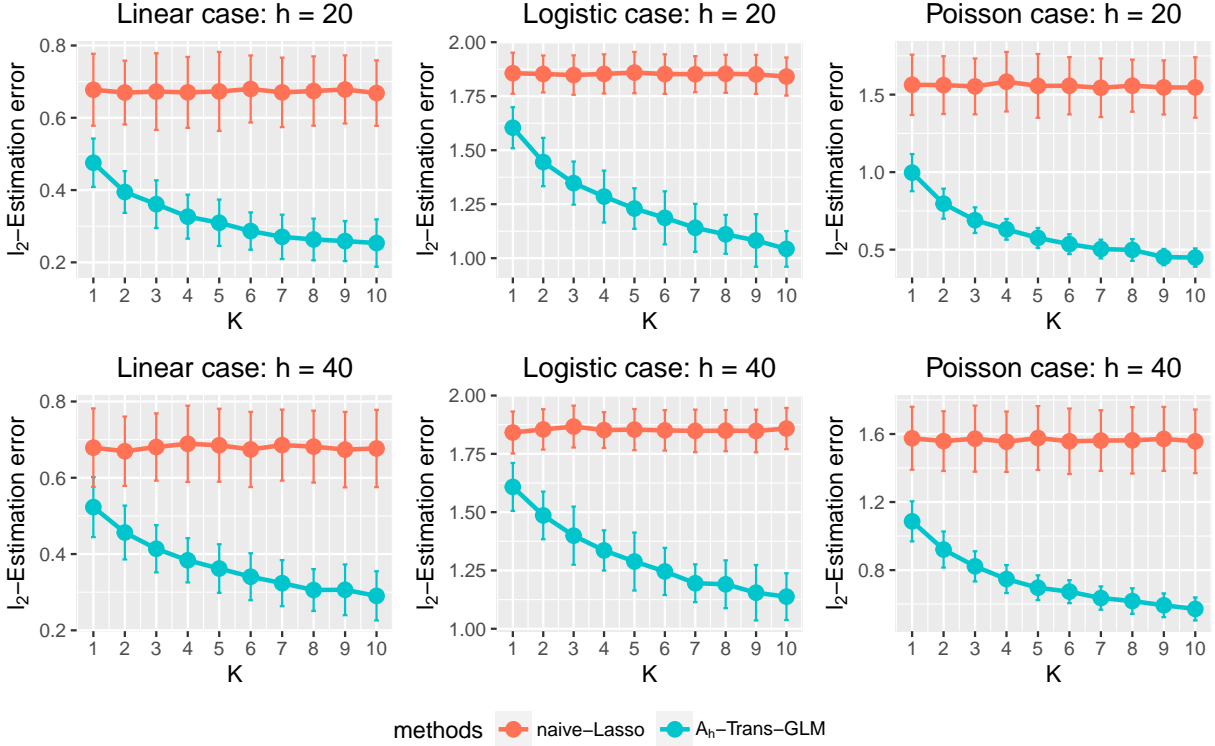 Linear case: h = 20
Logistic case: h = 20
Poisson case: h = 20
l₂−Estimation error
0.8
0.6
0.4
0.2
1 2 3 4 5 6 7 8 9 10
K
l₂−Estimation error
2.00
1.75
1.50
1.25
1.00
1 2 3 4 5 6 7 8 9 10
K
l₂−Estimation error
1.5
1.0
0.5
1 2 3 4 5 6 7 8 9 10
K
Linear case: h = 40
Logistic case: h = 40
Poisson case: h = 40
l₂−Estimation error
0.8
0.6
0.4
0.2
1 2 3 4 5 6 7 8 9 10
K
l₂−Estimation error
2.00
1.75
1.50
1.25
1.00
1 2 3 4 5 6 7 8 9 10
K
l₂−Estimation error
1.6
1.2
0.8
1 2 3 4 5 6 7 8 9 10
K
methods naive−Lasso Aₕ−Trans−GLM